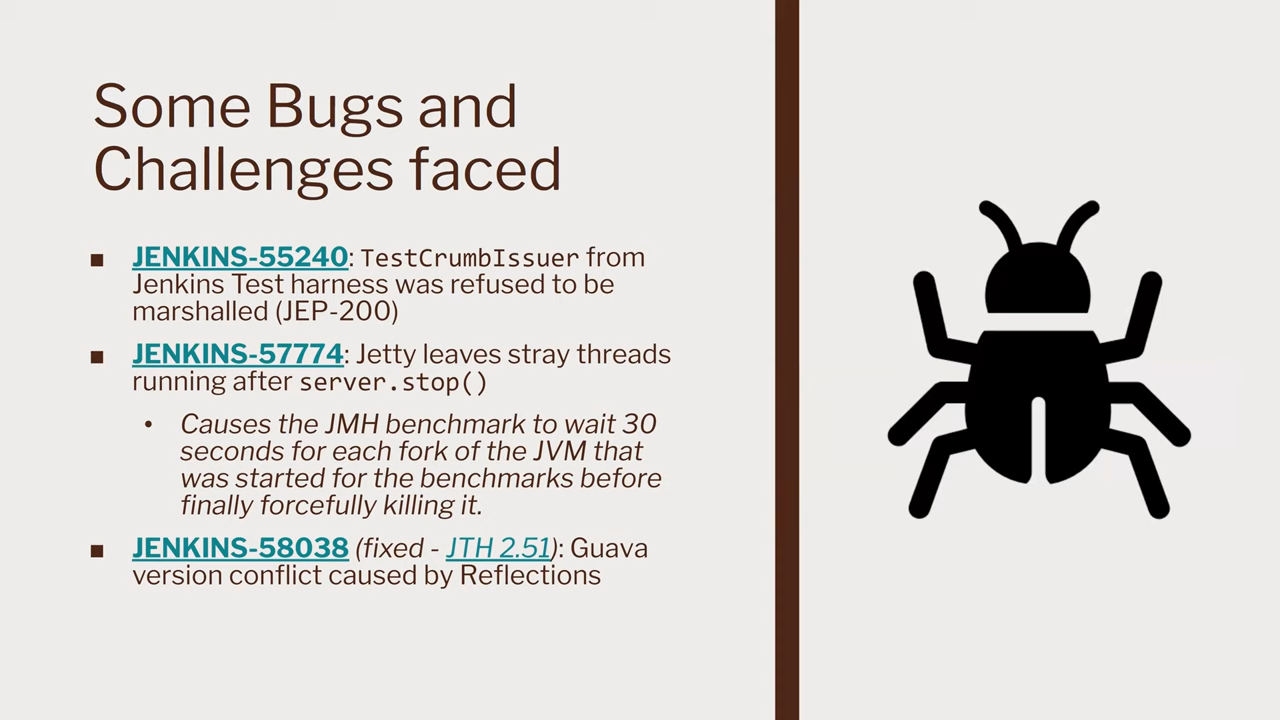 Some Bugs and
Challenges faced
■ JENKINS-55240: TestCrumbIssuer from
Jenkins Test harness was refused to be
marshalled (JEP-200)
■ JENKINS-57774: Jetty leaves stray threads
running after server.stop()
• Causes the JMH benchmark to wait 30
seconds for each fork of the JVM that
was started for the benchmarks before
finally forcefully killing it.
■ JENKINS-58038 (fixed - JTH 2.51): Guava
version conflict caused by Reflections